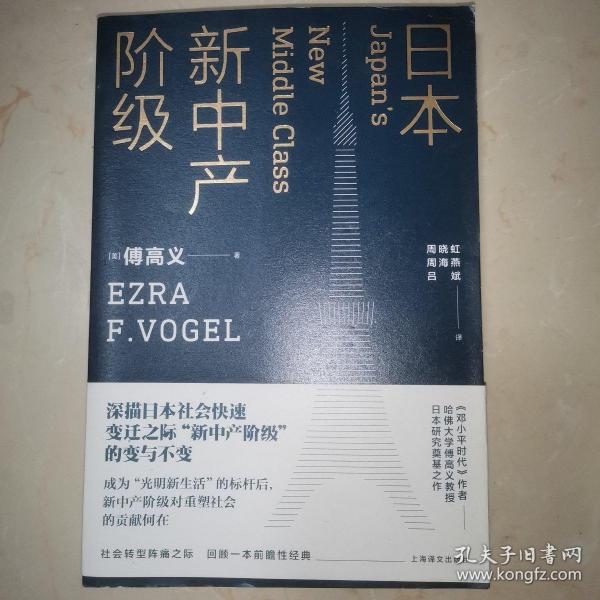 日本
Japan's
新中产
New
Middle Class
阶级
[美] 傅高义 著
EZRA
F. VOGEL
周晓虹
周海燕
吕斌
译
深描日本社会快速
变迁之际“新中产阶级”
的变与不变
成为“光明新生活”的标杆后，
新中产阶级对重塑社会
的贡献何在
社会转型阵痛之际 回顾一本前瞻性经典
《邓小平时代》作者
哈佛大学傅高义教授
日本研究奠基之作
上海译文出
孔夫子旧书网
www.kongfz.com